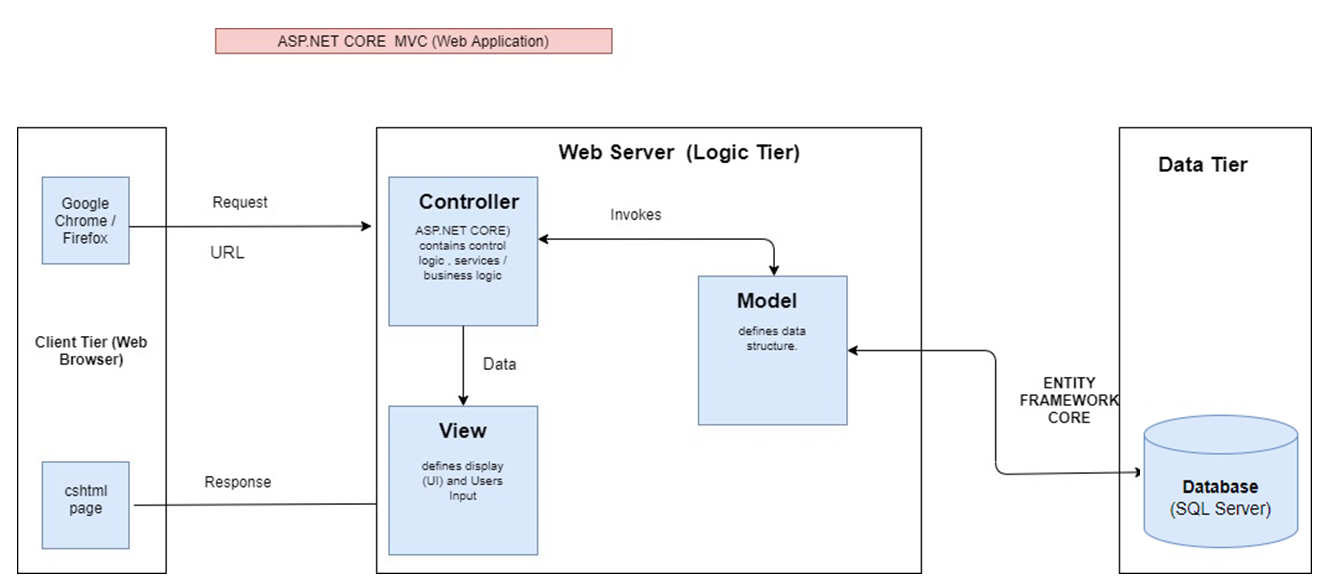 ASP.NET CORE  MVC (Web Application)
Web Server  (Logic Tier)
Data Tier
Google
Chrome /
Firefox
Request
URL
Controller
ASP.NET CORE)
contains control
logic , services /
business logic
Invokes
Model
defines data
structure.
Client Tier (Web
Browser)
Data
ENTITY
FRAMEWORK
CORE
View
defines display
(UI) and Users
Input
cshtml
page
Response
Database
(SQL Server)